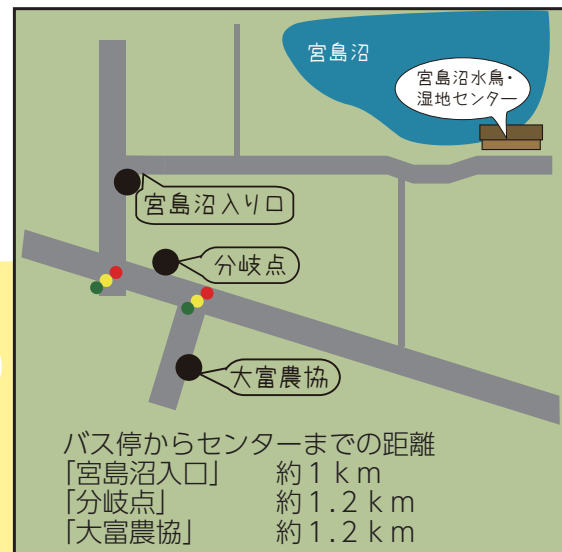 宮島沼
宮島沼水鳥・
湿地センター
宮島沼入り口
分岐点
大富農協
バス停からセンターまでの距離
「宮島沼入口」 約1km
「分岐点」 約1.2km
「大富農協」 約1.2km